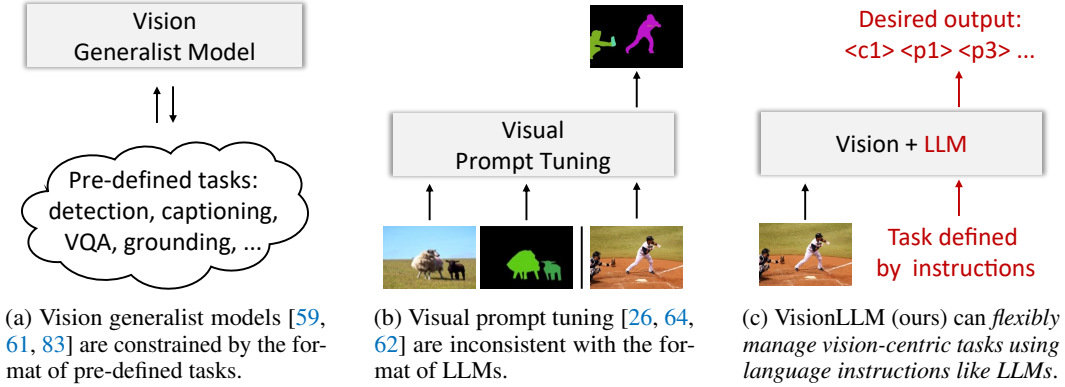 Vision
Generalist Model
Pre-defined tasks:
detection, captioning,
VQA, grounding, ...
(a) Vision generalist models [59,
61, 83] are constrained by the for-
mat of pre-defined tasks.
Visual
Prompt Tuning
(b) Visual prompt tuning [26, 64,
62] are inconsistent with the for-
mat of LLMs.
Desired output:
<c1> <p1> <p3> ...
Vision + LLM
Task defined
by instructions
(c) VisionLLM (ours) can flexibly
manage vision-centric tasks using
language instructions like LLMs.